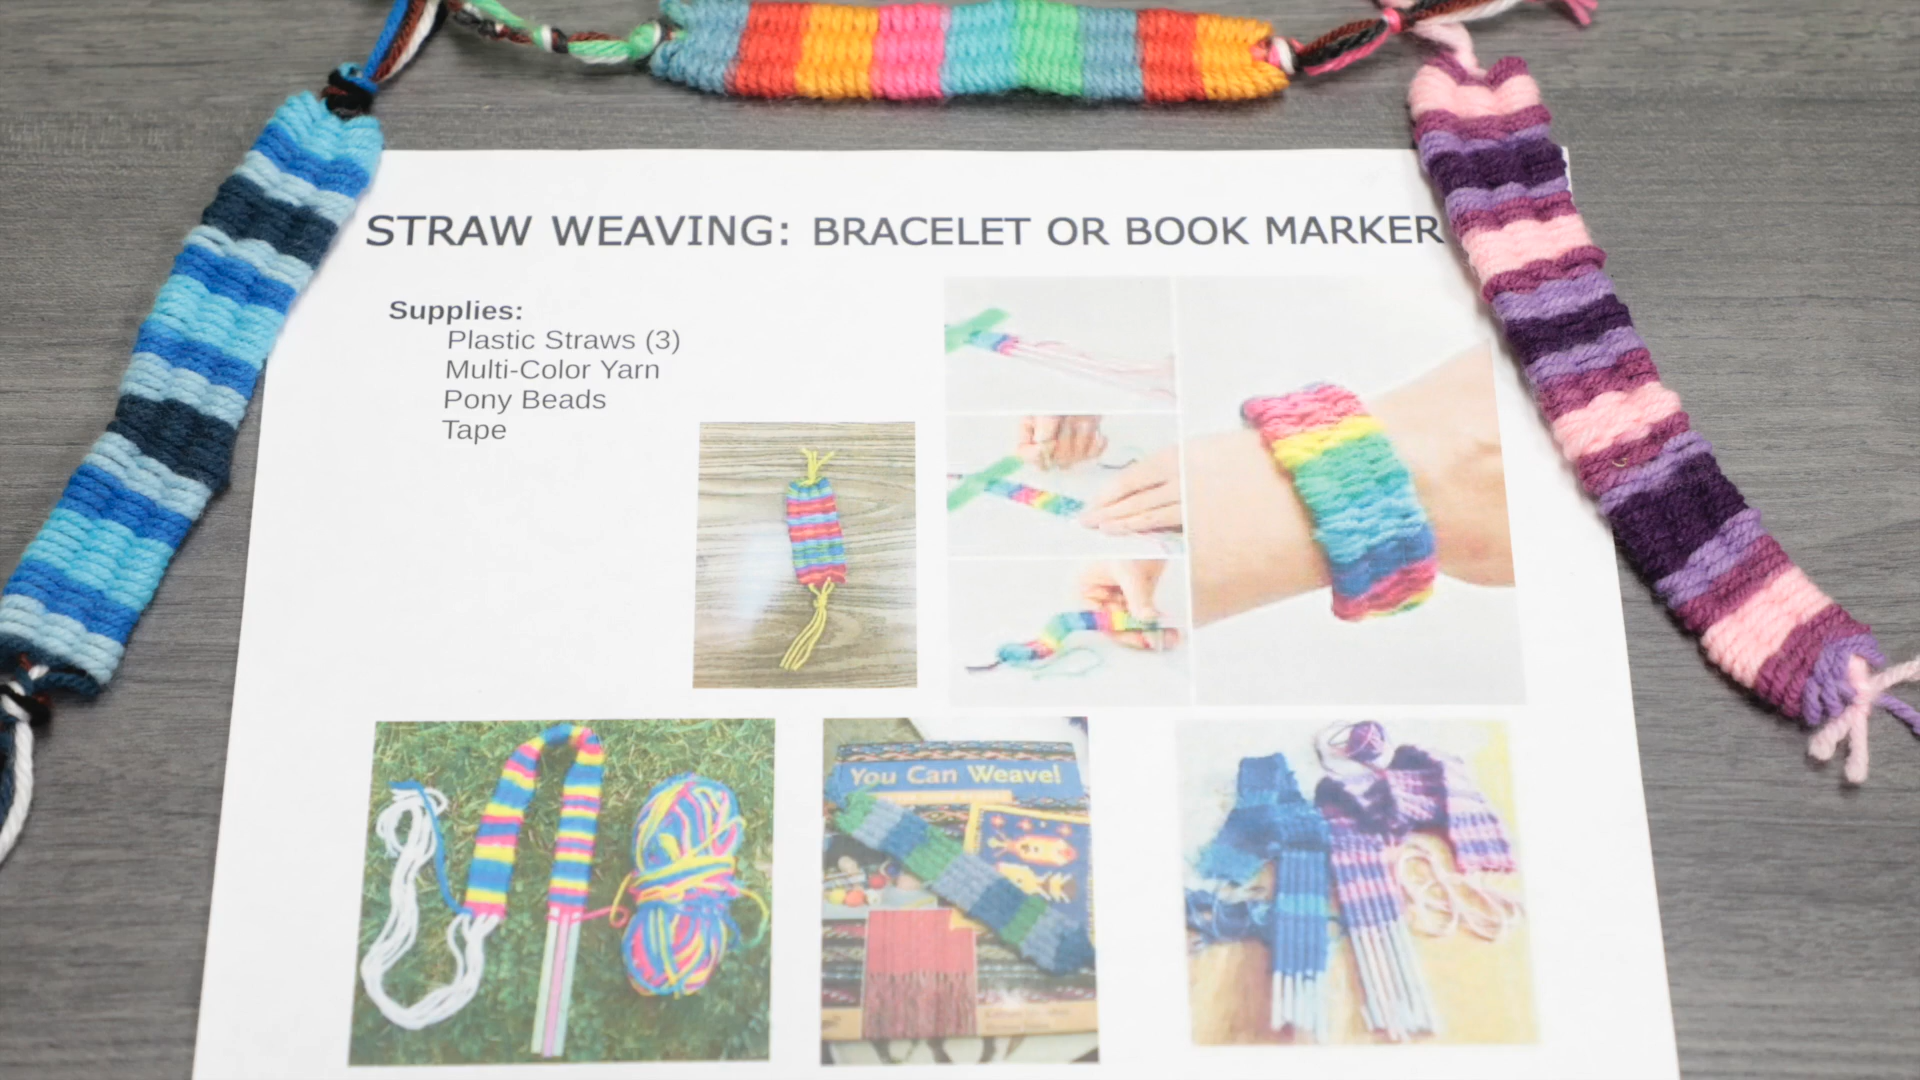 STRAW WEAVING: BRACELET OR BOOK MARKER
Supplies:
Plastic Straws (3)
Multi-Color Yarn
Pony Beads
Tape
You Can Weave!